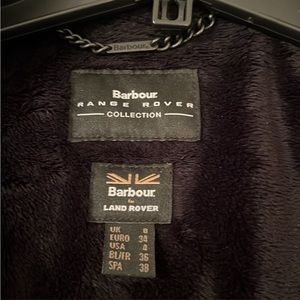 Barbour
Barbour
RANGE ROVER
COLLECTION
Barbour
for
LAND ROVER
UK 8
EURO 34
USA 4
BL/FR 36
SPA 38